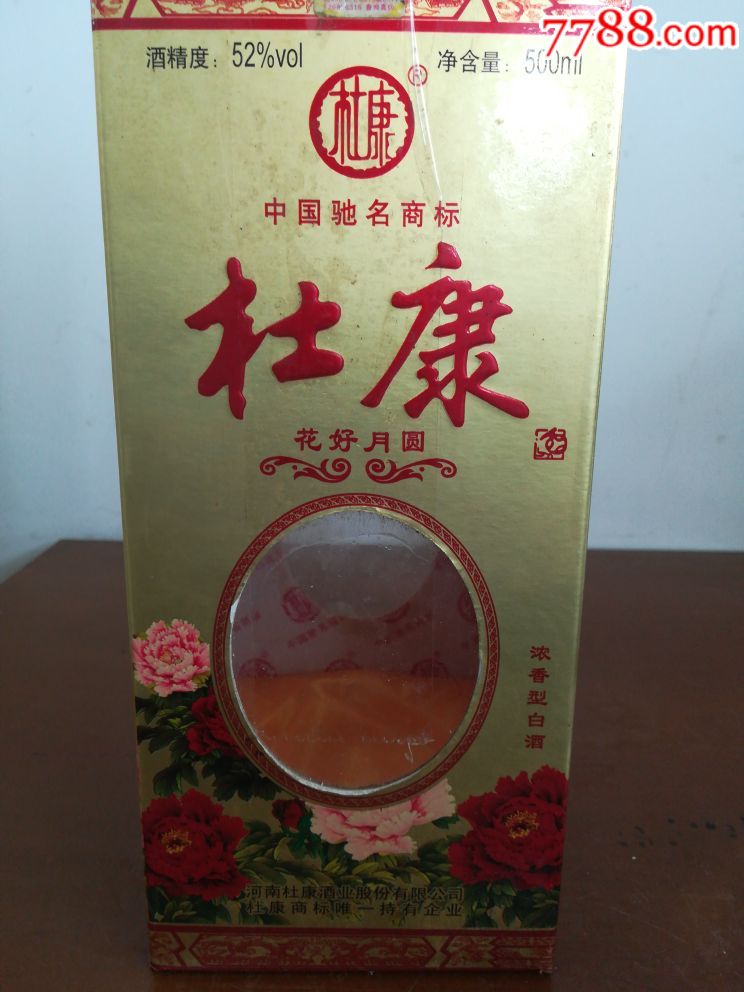 7788.com
酒精度：52%vol
净含量：500ml
杜康
®
中国驰名商标
杜康
花好月圆
浓香型白酒
河南杜康酒业股份有限公司
杜康商标唯一持有企业